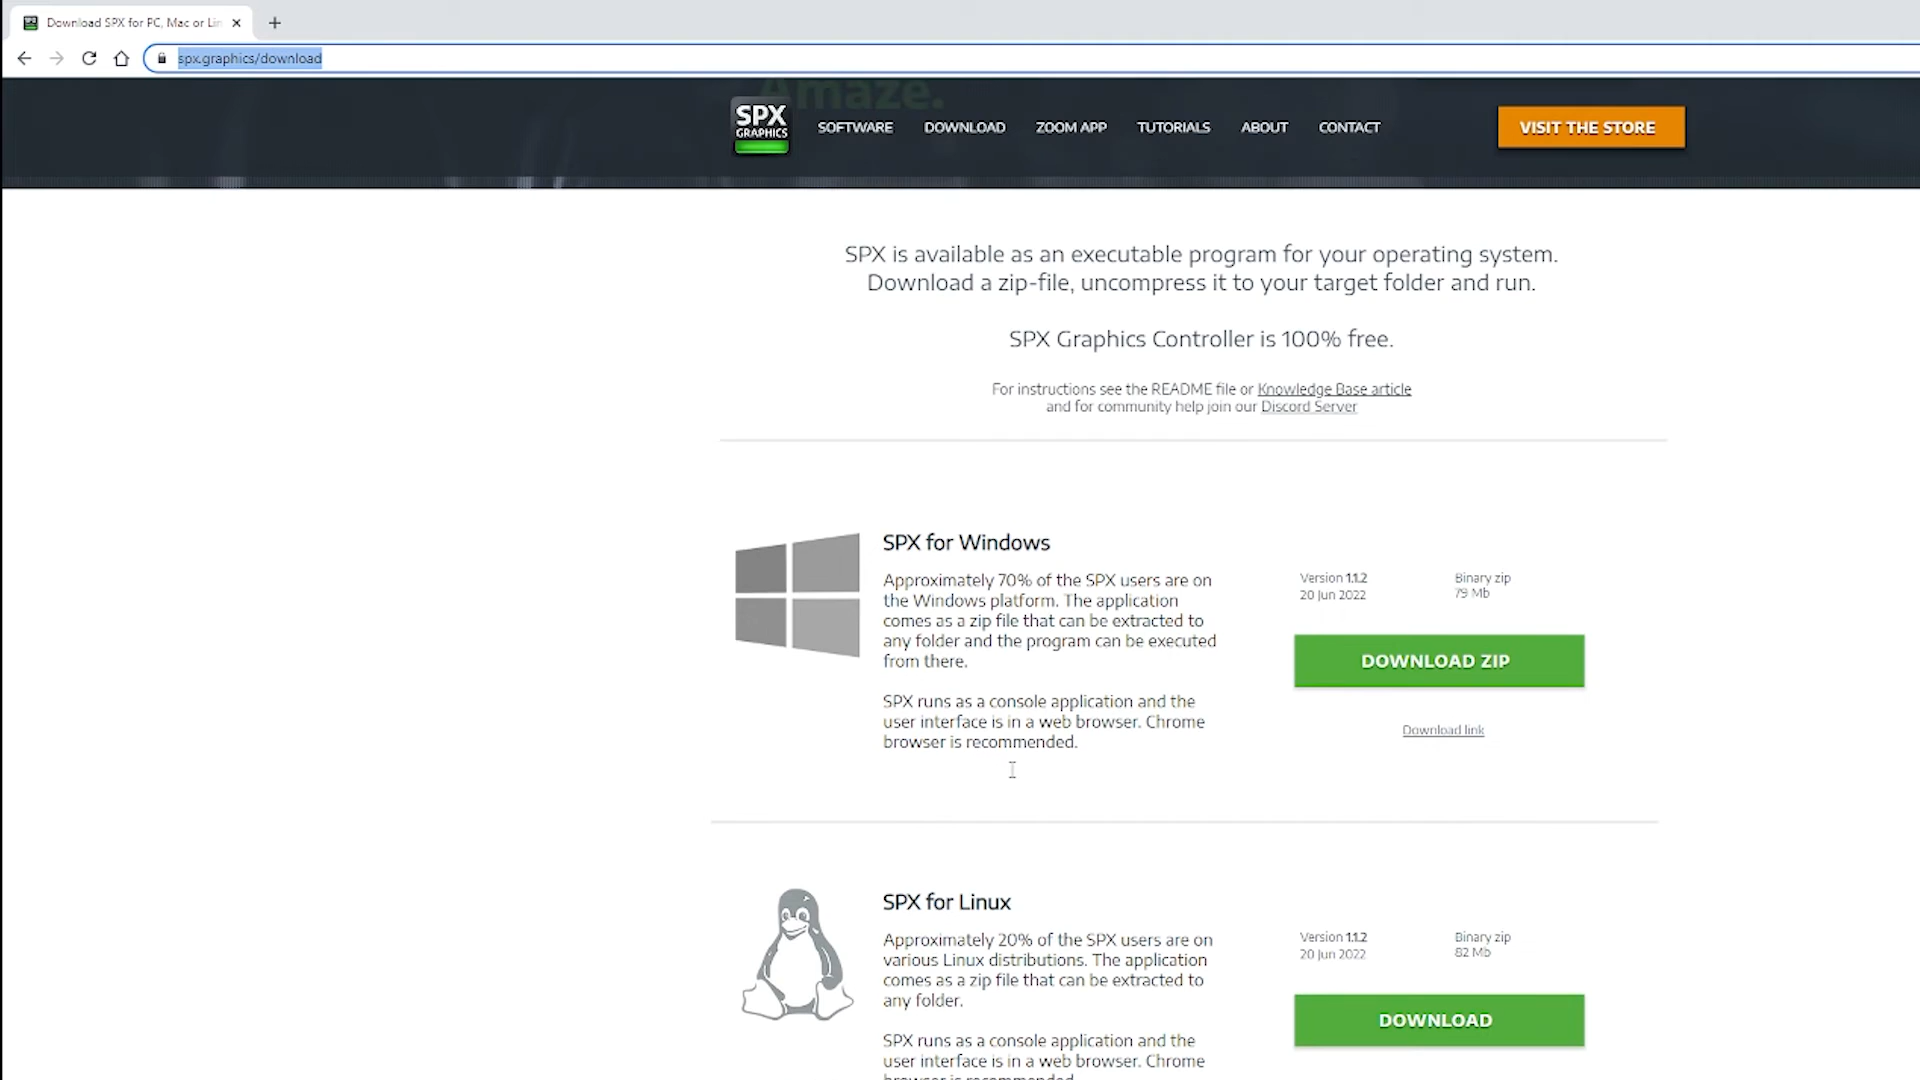 Download SPX for PC, Mac or Lin
spx.graphics/download
Amaze.
SPX
GRAPHICS
SOFTWARE
DOWNLOAD
ZOOM APP
TUTORIALS
ABOUT
CONTACT
VISIT THE STORE
SPX is available as an executable program for your operating system.
Download a zip-file, uncompress it to your target folder and run.
SPX Graphics Controller is 100% free.
For instructions see the README file or Knowledge Base article
and for community help join our Discord Server
SPX for Windows
Approximately 70% of the SPX users are on
the Windows platform. The application
comes as a zip file that can be extracted to
any folder and the program can be executed
from there.
SPX runs as a console application and the
user interface is in a web browser. Chrome
browser is recommended.
Version 1.1.2
20 Jun 2022
Binary zip
79 Mb
DOWNLOAD ZIP
Download link
SPX for Linux
Approximately 20% of the SPX users are on
various Linux distributions. The application
comes as a zip file that can be extracted to
any folder.
SPX runs as a console application and the
user interface is in a web browser. Chrome
browser is recommended.
Version 1.1.2
20 Jun 2022
Binary zip
82 Mb
DOWNLOAD